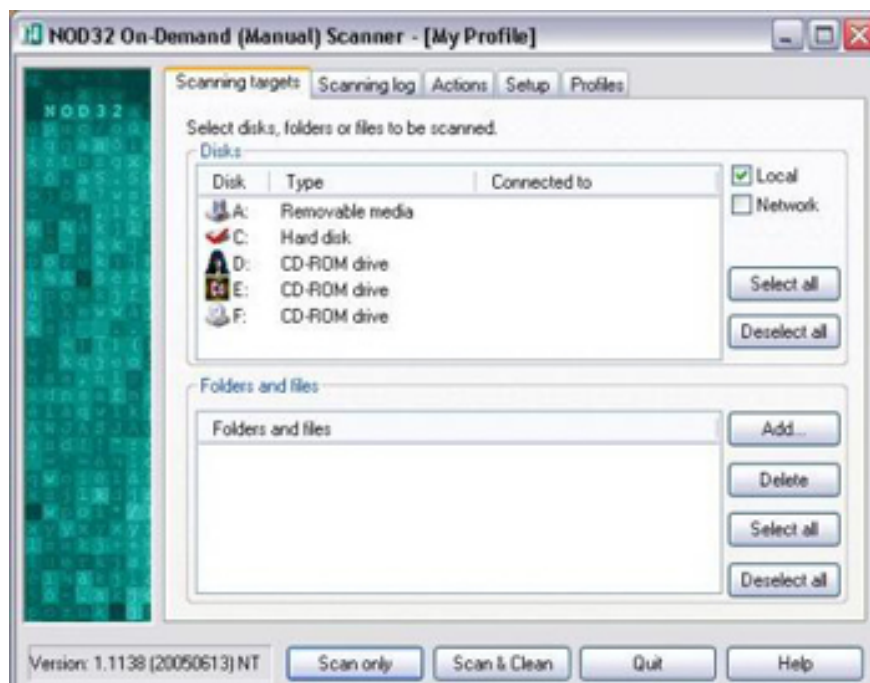 NOD32 On-Demand (Manual) Scanner - [My Profile]
NOD32
Scanning targets Scanning log Actions Setup Profiles
Select disks, folders or files to be scanned.
Disks
Disk Type Connected to
A: Removable media
C: Hard disk
D: CD-ROM drive
E: CD-ROM drive
F: CD-ROM drive
Local
Network
Select all
Deselect all
Folders and files
Folders and files
Add...
Delete
Select all
Deselect all
Version: 1.1138 (20050613) NT Scan only Scan & Clean Quit Help